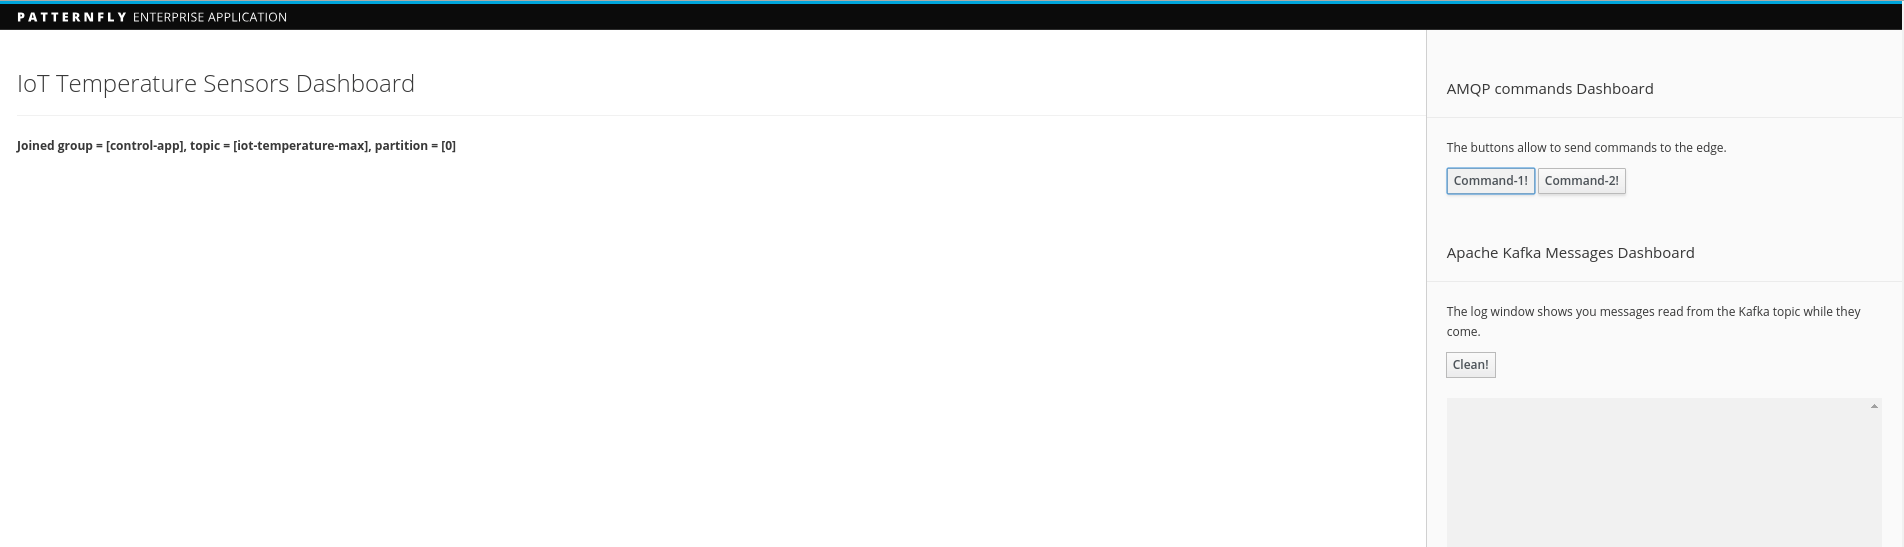 PATTERNFLY ENTERPRISE APPLICATION
IoT Temperature Sensors Dashboard
Joined group = [control-app], topic = [iot-temperature-max], partition = [0]
AMQP commands Dashboard
The buttons allow to send commands to the edge.
Command-1! Command-2!
Apache Kafka Messages Dashboard
The log window shows you messages read from the Kafka topic while they
come.
Clean!